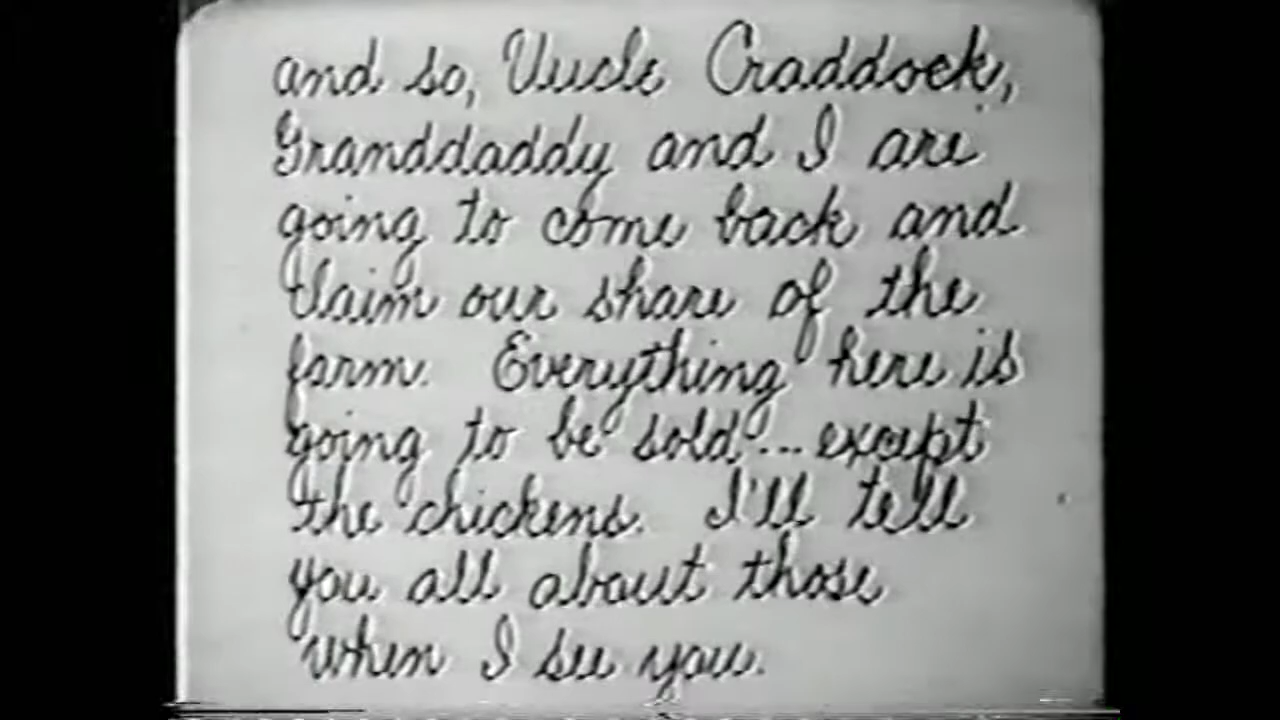 and so, Uncle Craddock,
Granddaddy and I are
going to come back and
claim our share of the
farm. Everything here is
going to be sold... except
the chickens. I'll tell
you all about those
when I see you.